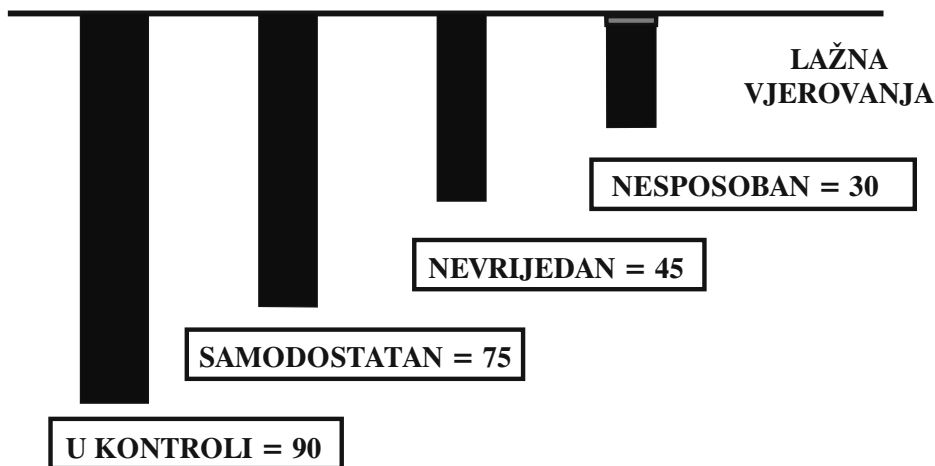 LAŽNA
VJEROVANJA
NESPOSOBAN = 30
NEVRIJEDAN = 45
SAMODOSTATAN = 75
U KONTROLI = 90